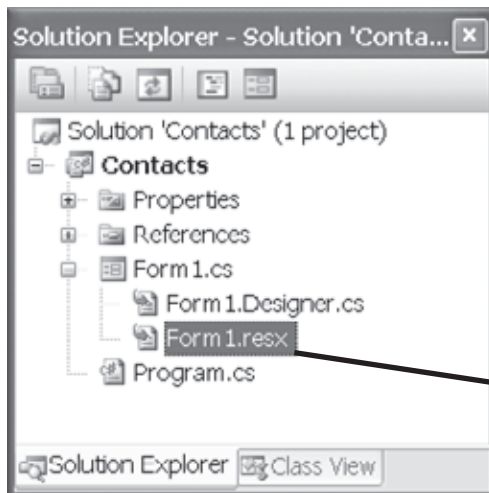 Solution Explorer - Solution 'Conta...
Solution 'Contacts' (1 project)
Contacts
Properties
References
Form1.cs
Form1.Designer.cs
Form1.resx
Program.cs
Solution Explorer Class View